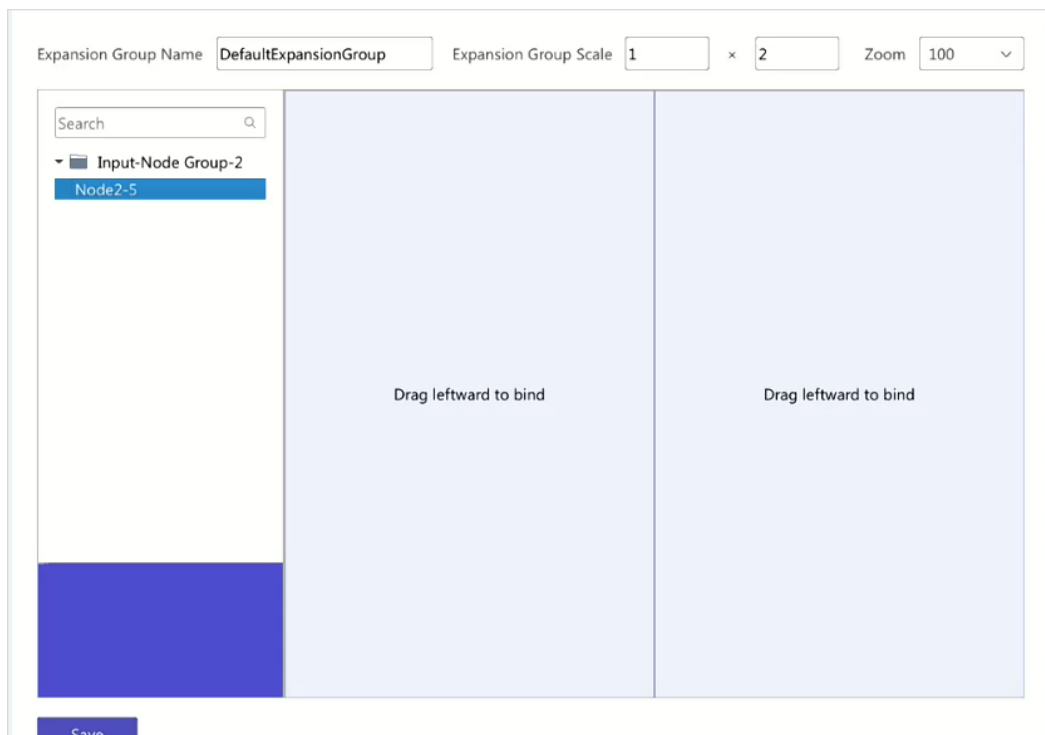 Expansion Group Name DefaultExpansionGroup Expansion Group Scale 1 × 2 Zoom 100
Search
Input-Node Group-2
Node2-5
Drag leftward to bind Drag leftward to bind
Save